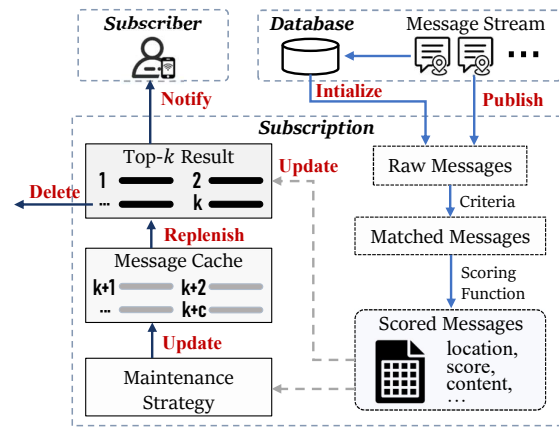 Subscriber
Database
Message Stream
Notify
Intialize
Publish
Subscription
Top-k Result
1
2
...
k
Update
Delete
Raw Messages
Criteria
Replenish
Matched Messages
Message Cache
k+1
k+2
...
k+c
Scoring
Function
Update
Scored Messages
location,
score,
content,
...
Maintenance
Strategy